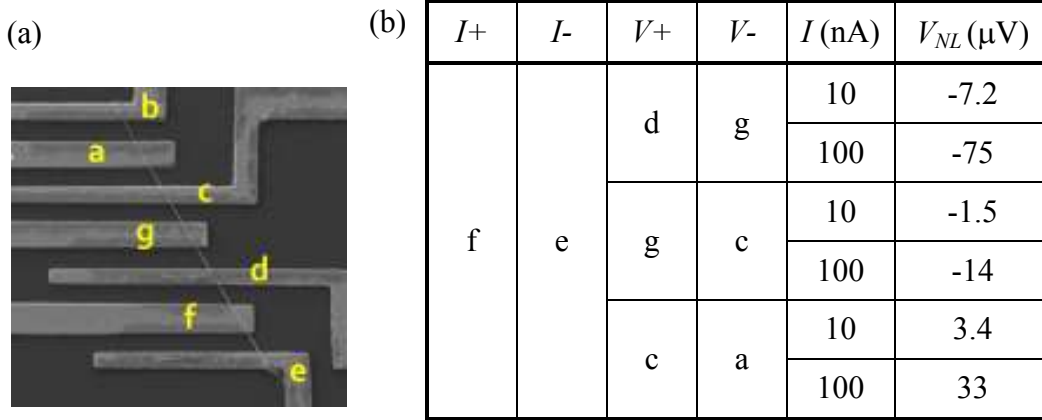 (a)
b
a
c
g
d
f
e
(b)
I+ I- V+ V- I (nA) V_NL (μV)
f e d g 10 -7.2
100 -75
g c 10 -1.5
100 -14
c a 10 3.4
100 33